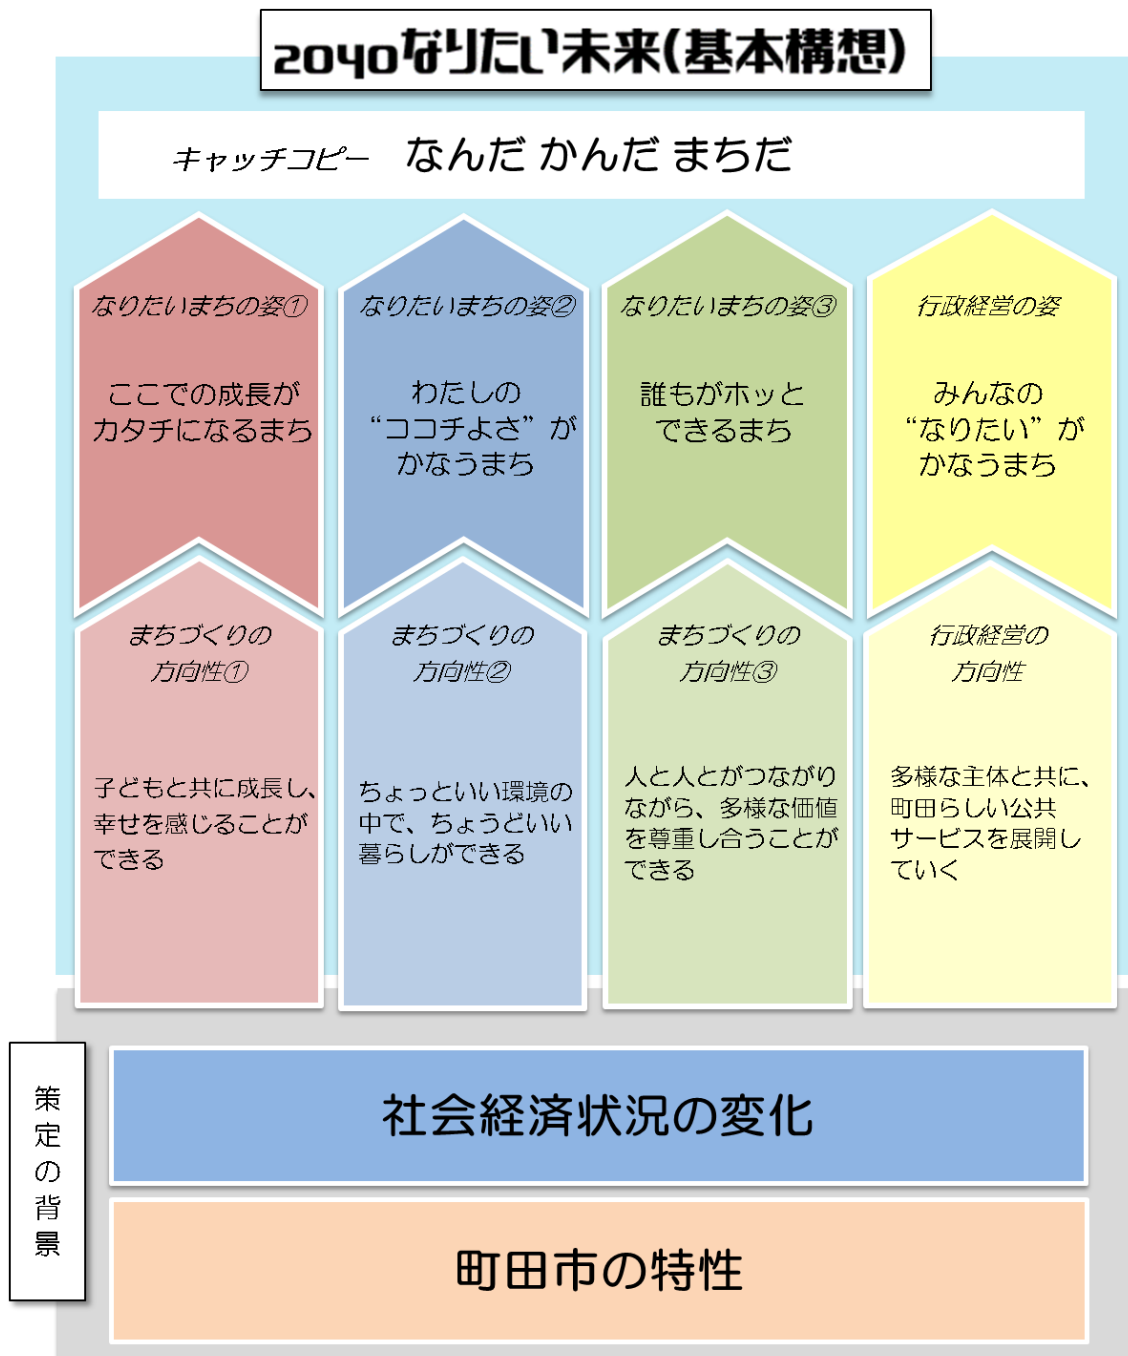 2040なりたい未来(基本構想)
キャッチコピー なんだ かんだ まちだ
なりたいまちの姿①
ここでの成長が
カタチになるまち
なりたいまちの姿②
わたしの
“ココチよさ”が
かなうまち
なりたいまちの姿③
誰もがホッと
できるまち
行政経営の姿
みんなの
“なりたい”が
かなうまち
まちづくりの
方向性①
子どもと共に成長し、
幸せを感じることが
できる
まちづくりの
方向性②
ちょっといい環境の
中で、ちょうどいい
暮らしができる
まちづくりの
方向性③
人と人とがつながり
ながら、多様な価値
を尊重し合うことが
できる
行政経営の
方向性
多様な主体と共に、
町田らしい公共
サービスを展開し
ていく
策定の背景
社会経済状況の変化
町田市の特性